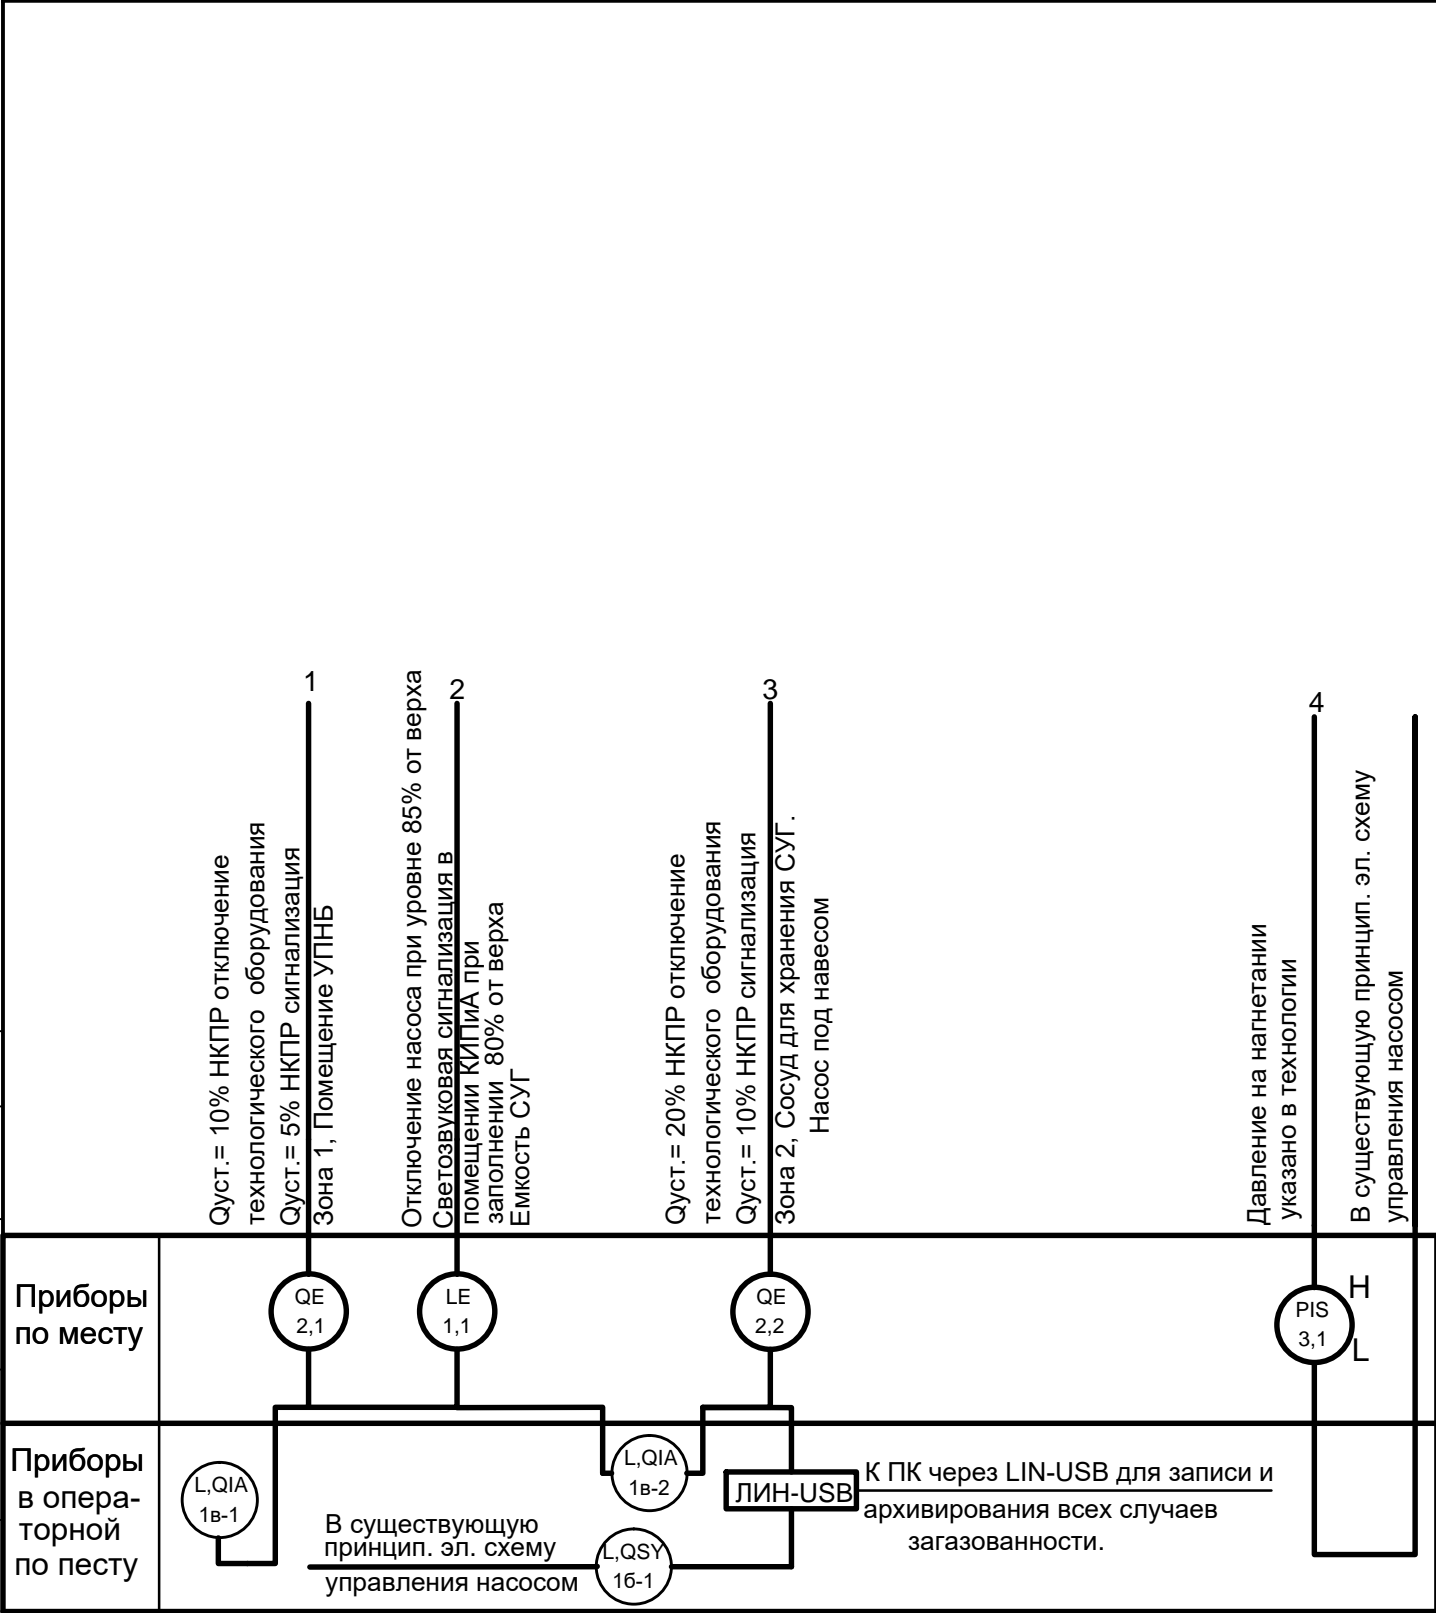 1
2
3
4
Qуст.= 10% НКПР отключение
технологического оборудования
Qуст.= 5% НКПР сигнализация
Зона 1, Помещение УПНБ
Отключение насоса при уровне 85% от верха
Светозвуковая сигнализация в
помещении КИПиА при
заполнении 80% от верха
Емкость СУГ
Qуст.= 20% НКПР отключение
технологического оборудования
Qуст.= 10% НКПР сигнализация
Зона 2, Сосуд для хранения СУГ.
Насос под навесом
Давление на нагнетании
указано в технологии
В существующую принцип. эл. схему
управления насосом
Приборы
по месту
QE
2,1
LE
1,1
QE
2,2
PIS
3,1
H
L
Приборы
в опера-
торной
по песту
L,QIA
1в-1
L,QIA
1в-2
ЛИН-USB
К ПК через LIN-USB для записи и
архивирования всех случаев
загазованности.
В существующую
принцип. эл. схему
управления насосом
L,QSY
1б-1